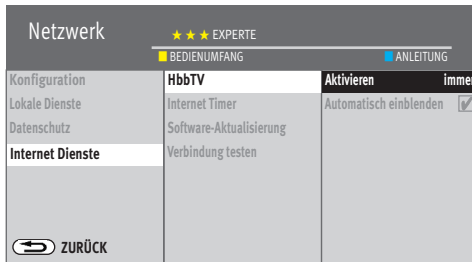 Netzwerk
★ ★ ★ EXPERTE
BEDIENUMFANG
ANLEITUNG
Konfiguration
Lokale Dienste
Datenschutz
Internet Dienste
HbbTV
Internet Timer
Software-Aktualisierung
Verbindung testen
Aktivieren immer
Automatisch einblenden ✔
ZURÜCK